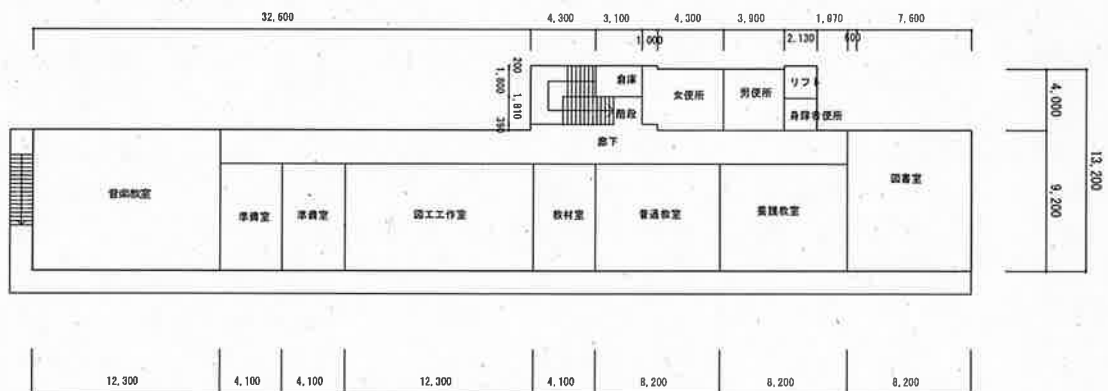 32,600
4,300
3,100
4,300
3,900
1,870
7,600
1,000
2,130
600
200
1,800
1,810
390
倉庫
階段
女便所
男便所
リフト
身障者便所
4,000
13,200
9,200
廊下
音楽教室
準備室
準備室
図工工作室
教材室
普通教室
養護教室
図書室
12,300
4,100
4,100
12,300
4,100
8,200
8,200
8,200